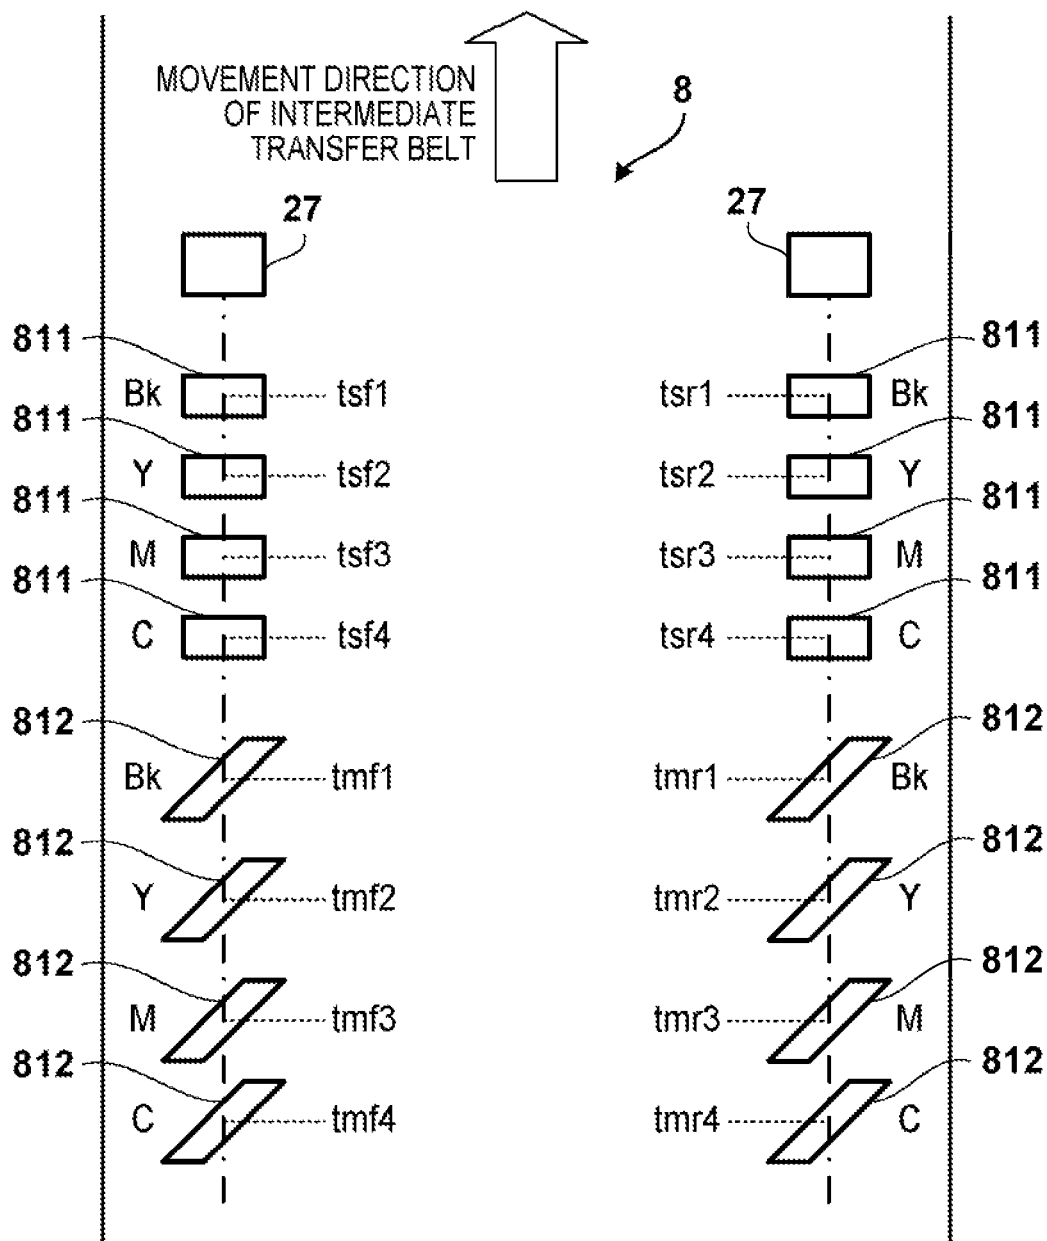 MOVEMENT DIRECTION
OF INTERMEDIATE
TRANSFER BELT
8
27 27
811 811
Bk tsf1 tsr1 Bk
811 811
Y tsf2 tsr2 Y
811 811
M tsf3 tsr3 M
811 811
C tsf4 tsr4 C
812 812
Bk tmf1 tmr1 Bk
812 812
Y tmf2 tmr2 Y
812 812
M tmf3 tmr3 M
812 812
C tmf4 tmr4 C